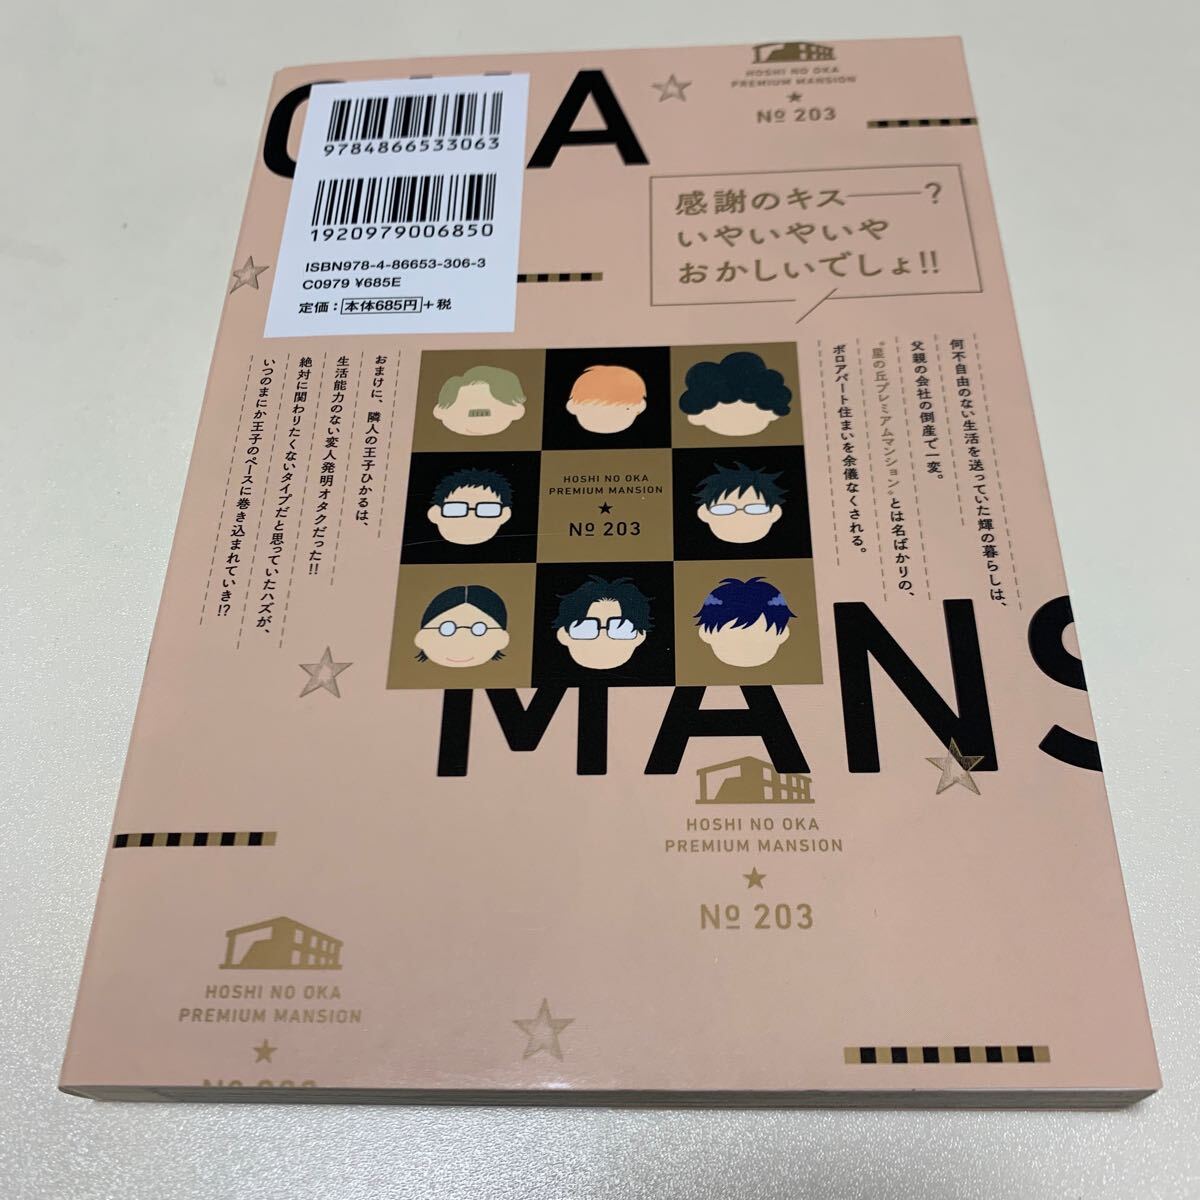 HOSHI NO OKA
PREMIUM MANSION
★
№ 203
9784866533063
1920979006850
ISBN978-4-86653-306-3
C0979 ¥685E
定価：本体685円+税
感謝のキス――？
いやいやいや
おかしいでしょ!!
何不自由のない生活を送っていた輝の暮らしは、
父親の会社の倒産で一変。
"星の丘プレミアムマンション"とは名ばかりの、
ボロアパート住まいを余儀なくされる。
おまけに、隣人の王子ひかるは、
生活能力のない変人発明オタクだった!!
絶対に関わりたくないタイプだと思っていたハズが、
いつのまにか王子のペースに巻き込まれていき!?
HOSHI NO OKA
PREMIUM MANSION
★
№ 203
MANS
HOSHI NO OKA
PREMIUM MANSION
★
№ 203
HOSHI NO OKA
PREMIUM MANSION
★